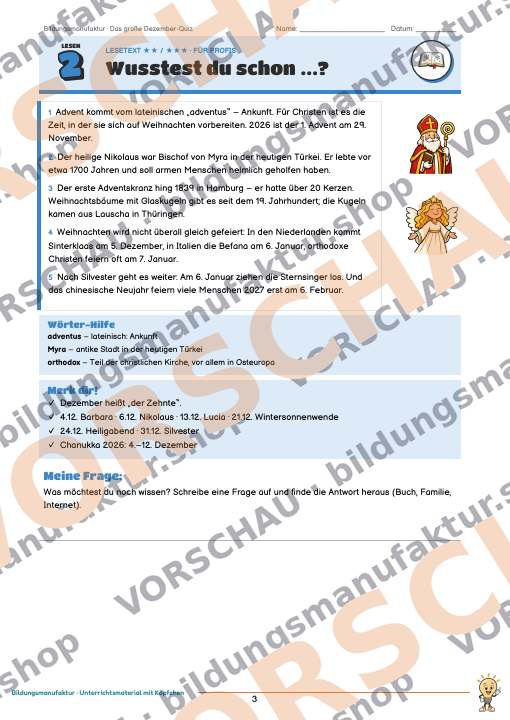 Bildungsmanufaktur · Das große Dezember-Quiz
Name: ____________________ Datum: __________
LESEN
2
LESETEXT ★★ / ★★★ · FÜR PROFIS
Wusstest du schon ...?
1 Advent kommt vom lateinischen „adventus“ – Ankunft. Für Christen ist es die
Zeit, in der sie sich auf Weihnachten vorbereiten. 2026 ist der 1. Advent am 29.
November.
2 Der heilige Nikolaus war Bischof von Myra in der heutigen Türkei. Er lebte vor
etwa 1700 Jahren und soll armen Menschen heimlich geholfen haben.
3 Der erste Adventskranz hing 1839 in Hamburg – er hatte über 20 Kerzen.
Weihnachtsbäume mit Glaskugeln gibt es seit dem 19. Jahrhundert; die Kugeln
kamen aus Lauscha in Thüringen.
4 Weihnachten wird nicht überall gleich gefeiert: In den Niederlanden kommt
Sinterklaas am 5. Dezember, in Italien die Befana am 6. Januar, orthodoxe
Christen feiern oft am 7. Januar.
5 Nach Silvester geht es weiter: Am 6. Januar ziehen die Sternsinger los. Und
das chinesische Neujahr feiern viele Menschen 2027 erst am 6. Februar.
Wörter-Hilfe
adventus – lateinisch: Ankunft
Myra – antike Stadt in der heutigen Türkei
orthodox – Teil der christlichen Kirche, vor allem in Osteuropa
Merk dir!
✓ Dezember heißt „der Zehnte“.
✓ 4.12. Barbara · 6.12. Nikolaus · 13.12. Lucia · 21.12. Wintersonnenwende
✓ 24.12. Heiligabend · 31.12. Silvester
✓ Chanukka 2026: 4.–12. Dezember
Meine Frage:
Was möchtest du noch wissen? Schreibe eine Frage auf und finde die Antwort heraus (Buch, Familie,
Internet).
VORSCHAU · bildungsmanufaktur.shop
VORSCHAU
Bildungsmanufaktur · Unterrichtsmaterial mit Köpfchen
3